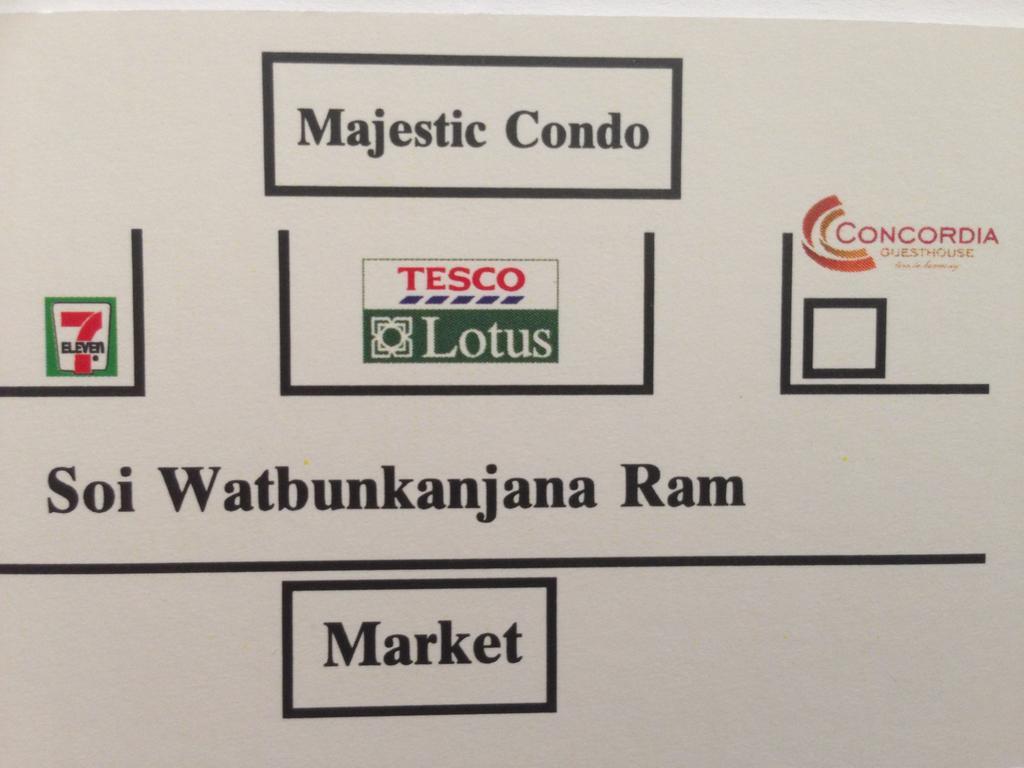 Majestic Condo
CONCORDIA
GUESTHOUSE
TESCO
Lotus
7
ELEVEN
Soi Watbunkanjana Ram
Market